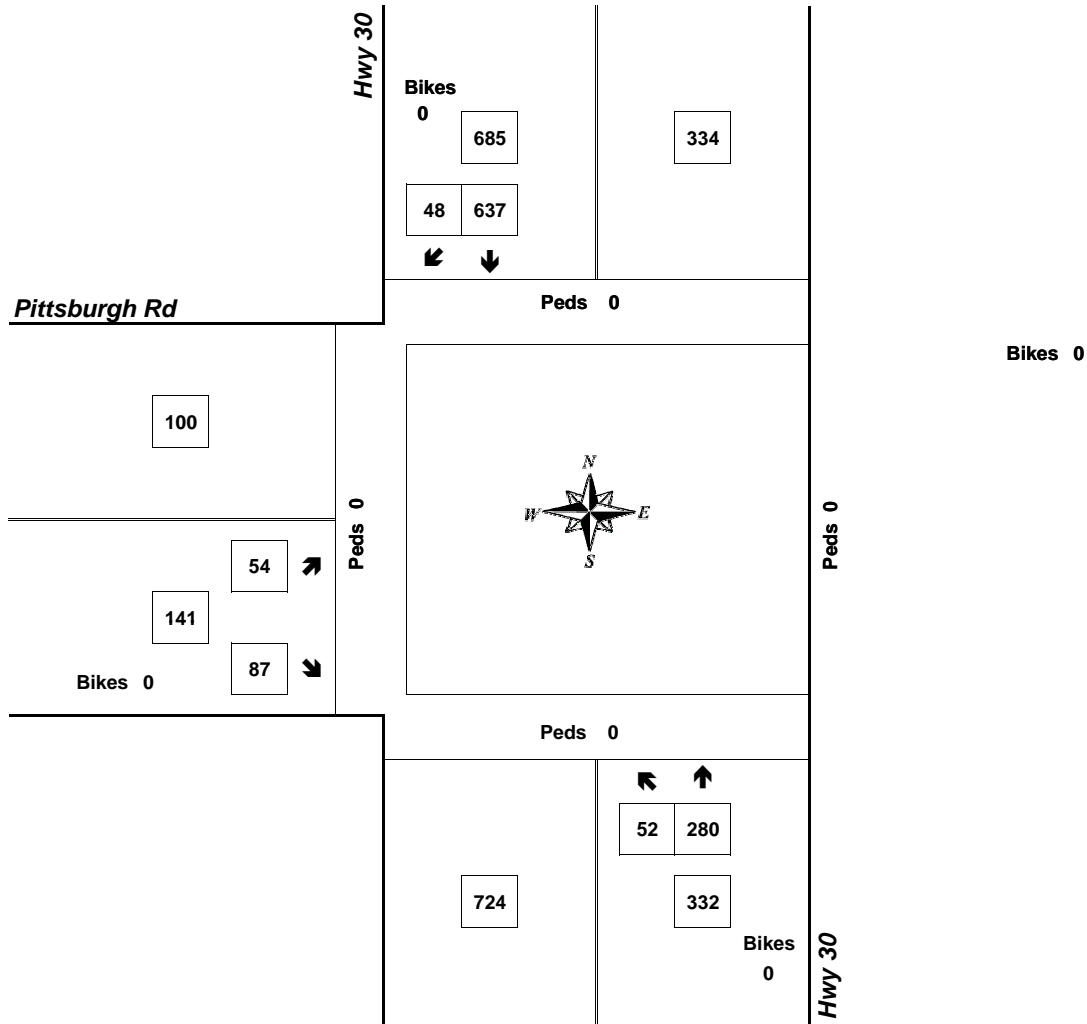 Hwy 30
Bikes
0
685
334
48 637
Pittsburgh Rd
Peds 0
Bikes 0
100
N
W E
S
Peds 0
Peds 0
54
141
87
Bikes 0
Peds 0
52 280
724
332
Bikes
0
Hwy 30